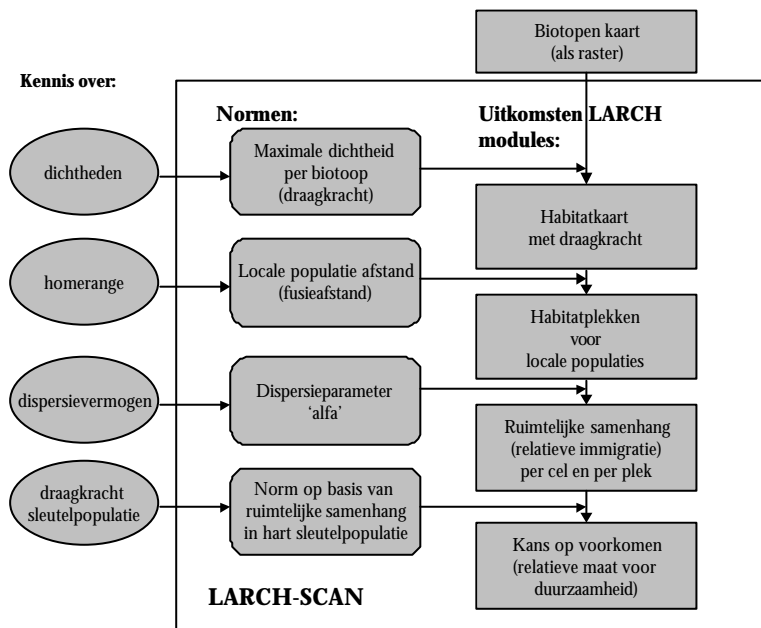 Biotopen kaart
(als raster)
Kennis over:
Normen:
Uitkomsten LARCH
modules:
dichtheden
Maximale dichtheid
per biotoop
(draagkracht)
Habitatkaart
met draagkracht
homerange
Locale populatie afstand
(fusieafstand)
Habitatplekken
voor
locale populaties
dispersievermogen
Dispersieparameter
‘alfa’
Ruimtelijke samenhang
(relatieve immigratie)
per cel en per plek
draagkracht
sleutelpopulatie
Norm op basis van
ruimtelijke samenhang
in hart sleutelpopulatie
Kans op voorkomen
(relatieve maat voor
duurzaamheid)
LARCH-SCAN